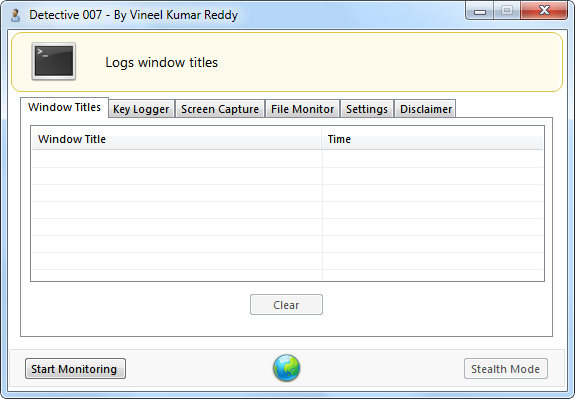 Detective 007 - By Vineel Kumar Reddy
>_
Logs window titles
Window Titles Key Logger Screen Capture File Monitor Settings Disclaimer
Window Title Time
Clear
Start Monitoring Stealth Mode